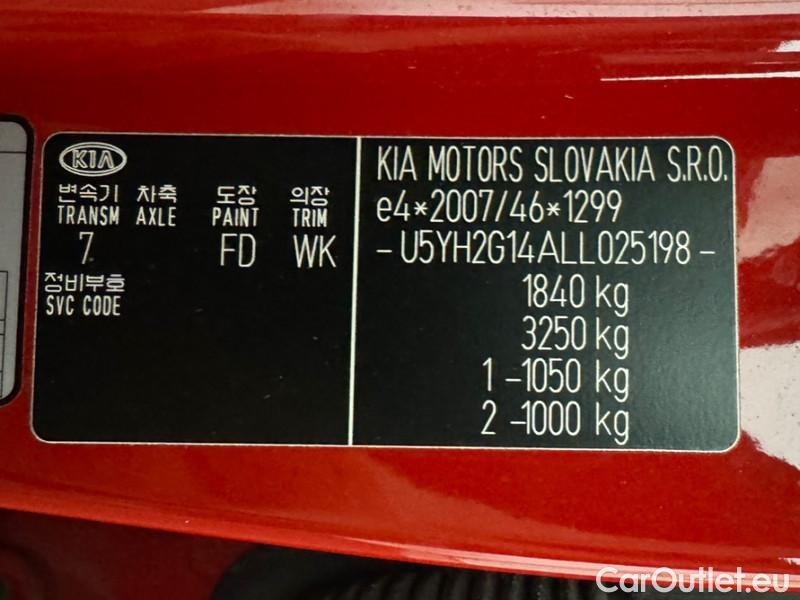 KIA
변속기 차축 도장 의장
TRANSM AXLE PAINT TRIM
7 FD WK
정비부호
SVC CODE
KIA MOTORS SLOVAKIA S.R.O.
e4*2007/46*1299
-U5YH2G14ALL025198-
1840 kg
3250 kg
1 -1050 kg
2 -1000 kg
CarOutlet.eu